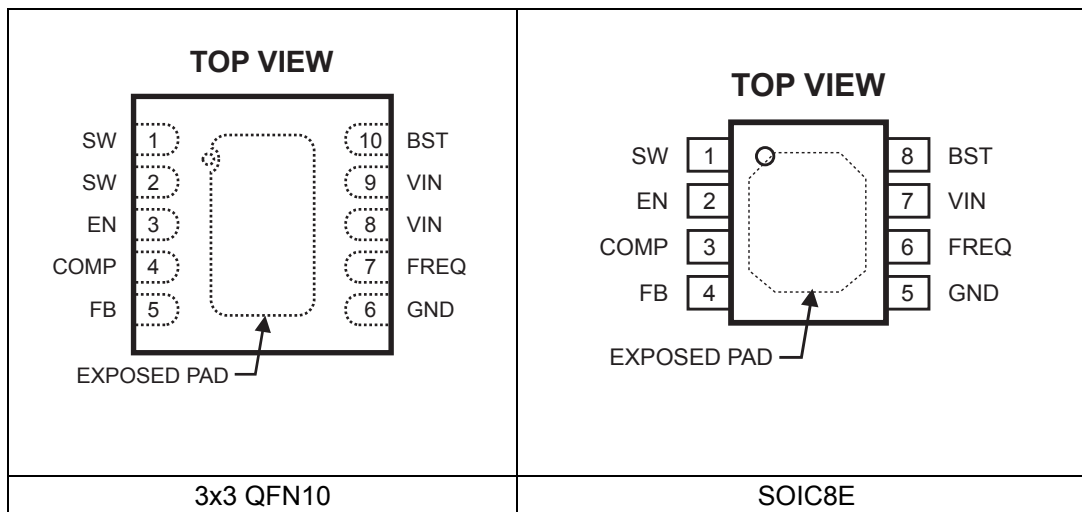 TOP VIEW
SW 1 10 BST
SW 2 9 VIN
EN 3 8 VIN
COMP 4 7 FREQ
FB 5 6 GND
EXPOSED PAD
3x3 QFN10
TOP VIEW
SW 1 8 BST
EN 2 7 VIN
COMP 3 6 FREQ
FB 4 5 GND
EXPOSED PAD
SOIC8E